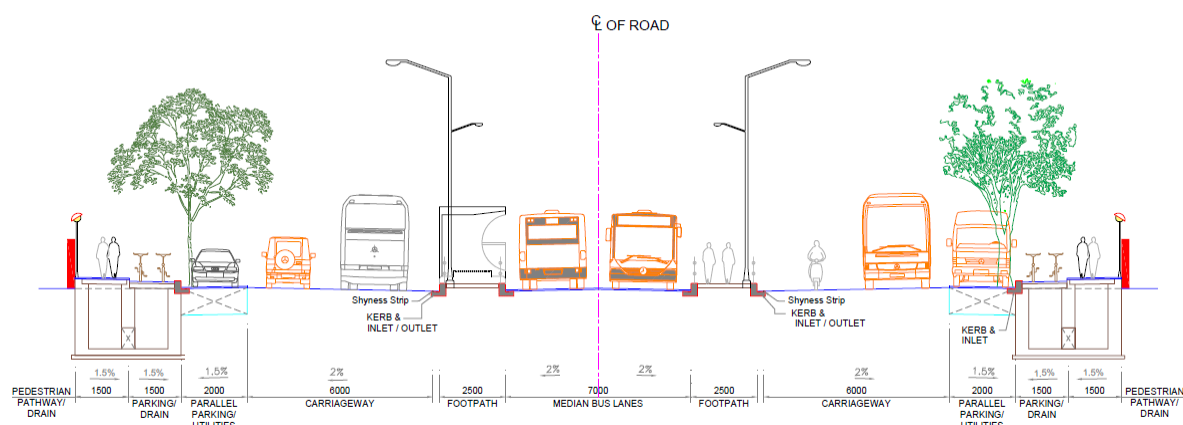 ℄ OF ROAD
Shyness Strip
KERB &
INLET / OUTLET
Shyness Strip
KERB &
INLET / OUTLET
KERB &
INLET
X
X
1.5%
1.5%
1,5%
2%
2%
2%
2%
1.5%
1,5%
1.5%
1500
1500
2000
6000
2500
7000
2500
6000
2000
1500
1500
PEDESTRIAN
PATHWAY/
DRAIN
PARKING/
DRAIN
PARALLEL
PARKING/
UTILITIES
CARRIAGEWAY
FOOTPATH
MEDIAN BUS LANES
FOOTPATH
CARRIAGEWAY
PARALLEL
PARKING/
UTILITIES
PARKING/
DRAIN
PEDESTRIAN
PATHWAY/
DRAIN